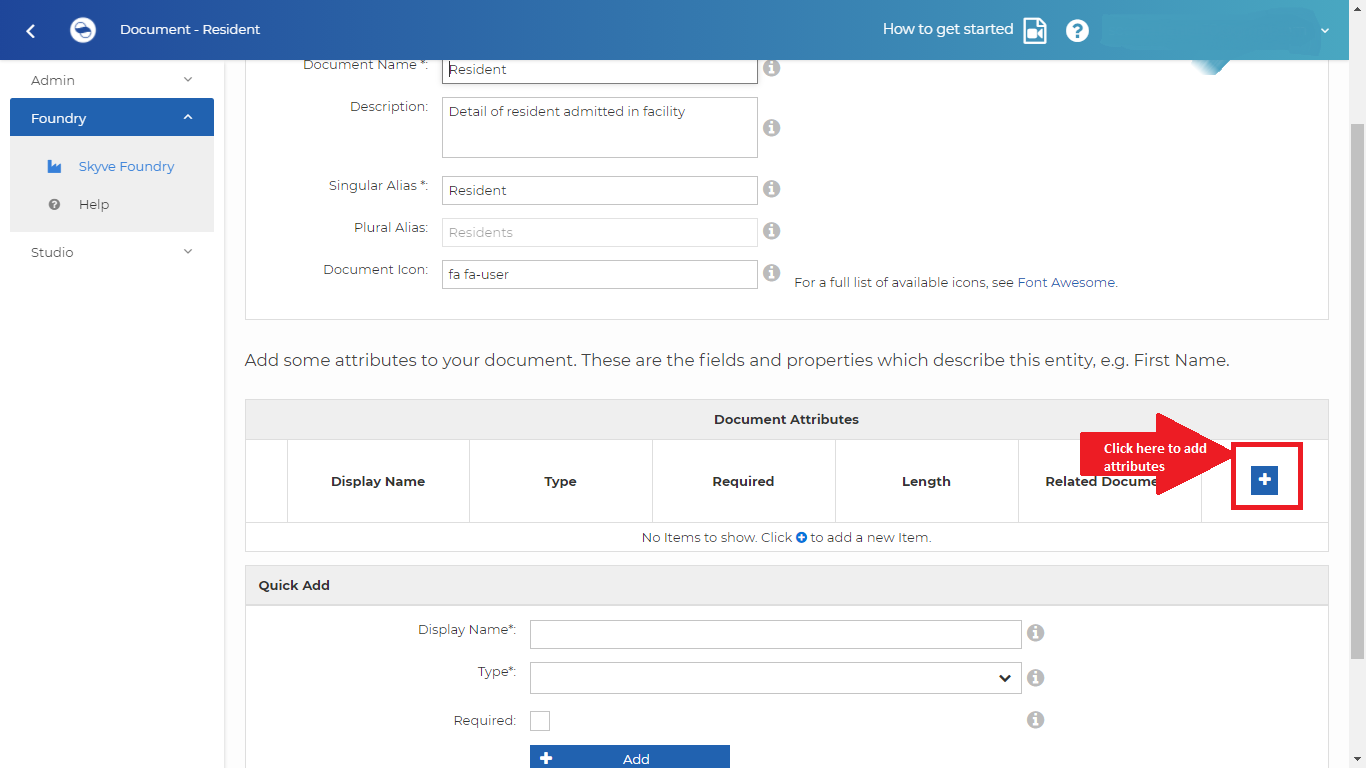 Document - Resident
How to get started
Admin
Foundry
Skyve Foundry
Help
Studio
Document Name *:
Resident
Description:
Detail of resident admitted in facility
Singular Alias *:
Resident
Plural Alias:
Residents
Document Icon:
fa fa-user
For a full list of available icons, see Font Awesome.
Add some attributes to your document. These are the fields and properties which describe this entity, e.g. First Name.
Document Attributes
Click here to add
attributes
Display Name
Type
Required
Length
Related Docume
No Items to show. Click + to add a new Item.
Quick Add
Display Name*:
Type*:
Required:
Add